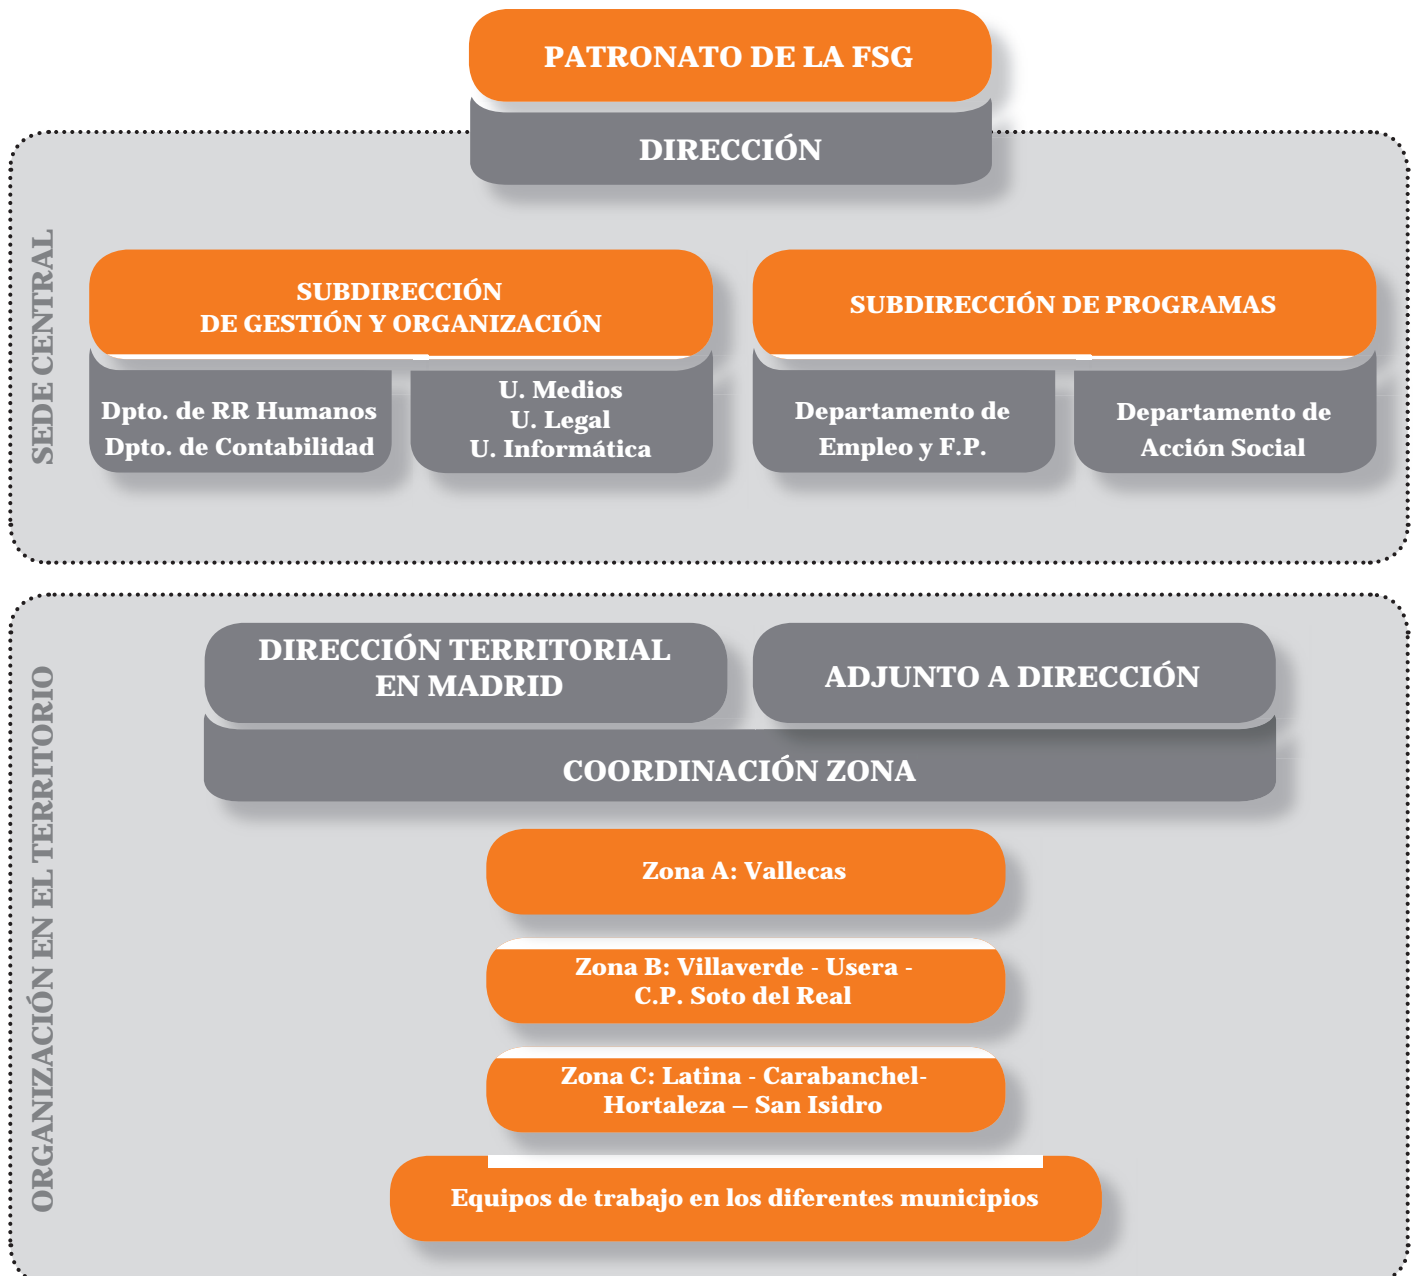 PATRONATO DE LA FSG
DIRECCIÓN
SEDE CENTRAL
SUBDIRECCIÓN
DE GESTIÓN Y ORGANIZACIÓN
Dpto. de RR Humanos
Dpto. de Contabilidad
U. Medios
U. Legal
U. Informática
SUBDIRECCIÓN DE PROGRAMAS
Departamento de
Empleo y F.P.
Departamento de
Acción Social
ORGANIZACIÓN EN EL TERRITORIO
DIRECCIÓN TERRITORIAL
EN MADRID
ADJUNTO A DIRECCIÓN
COORDINACIÓN ZONA
Zona A: Vallecas
Zona B: Villaverde - Usera -
C.P. Soto del Real
Zona C: Latina - Carabanchel-
Hortaleza – San Isidro
Equipos de trabajo en los diferentes municipios